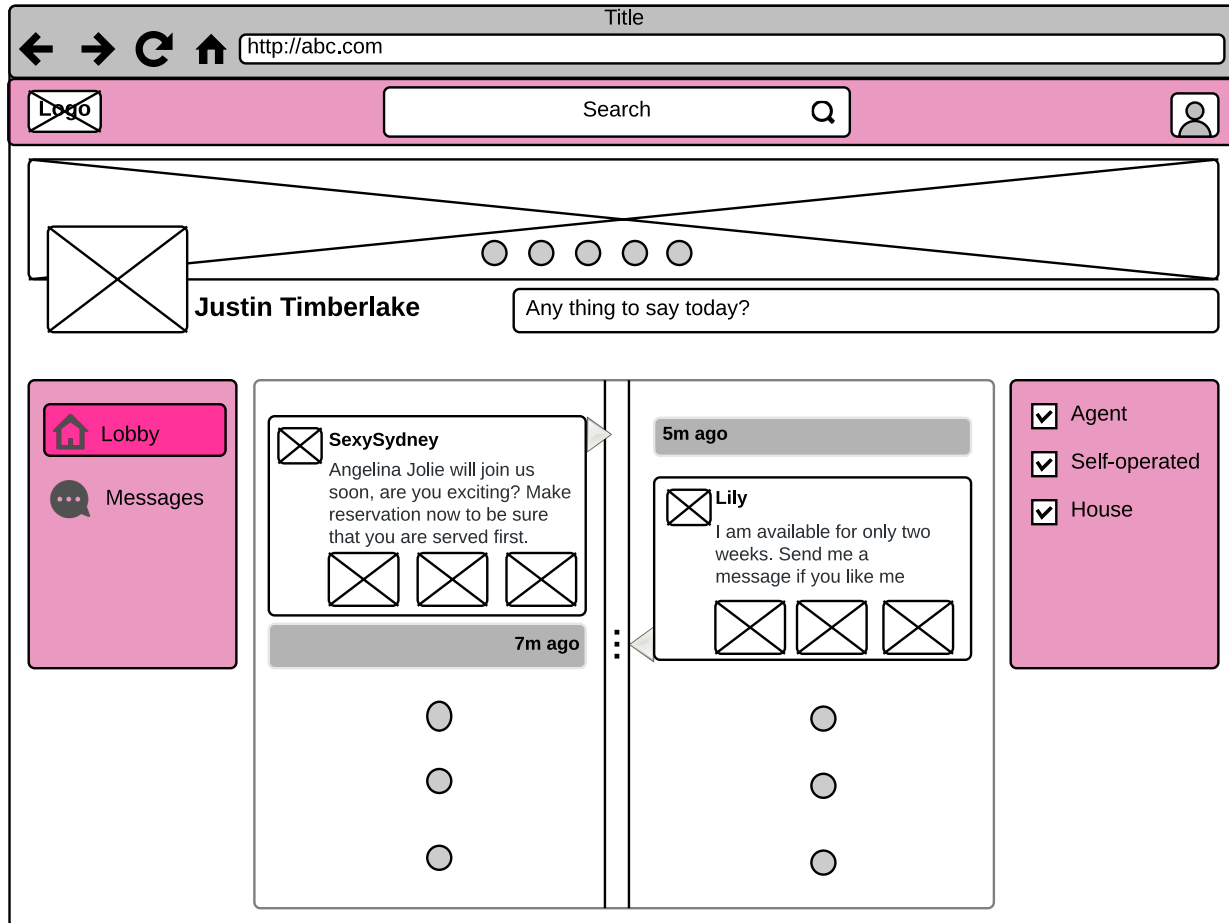 Title
http://abc.com
Logo
Search
Justin Timberlake
Any thing to say today?
Lobby
Messages
SexySydney
Angelina Jolie will join us
soon, are you exciting? Make
reservation now to be sure
that you are served first.
7m ago
5m ago
Lily
I am available for only two
weeks. Send me a
message if you like me
Agent
Self-operated
House